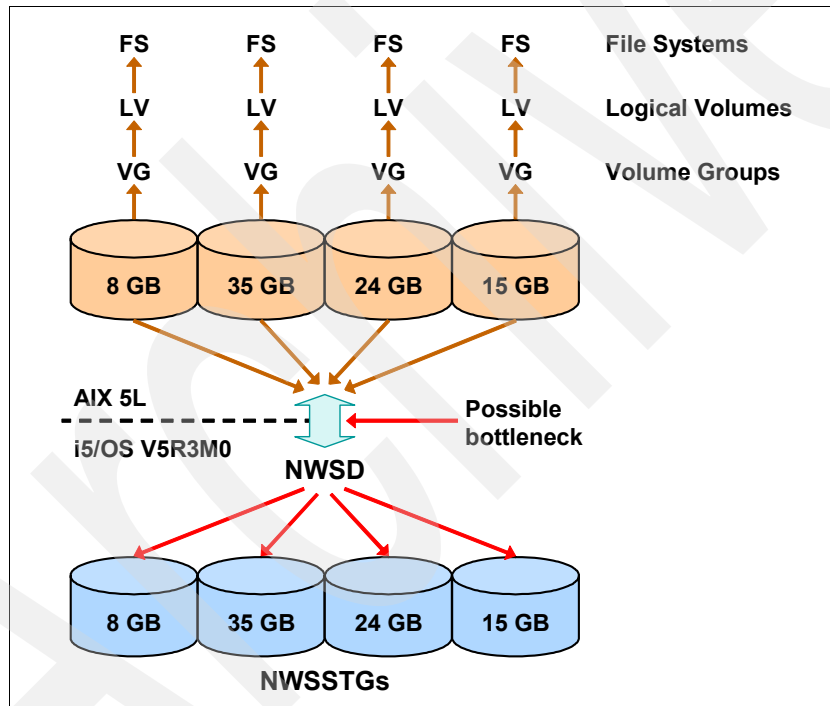 FS FS FS FS File Systems
LV LV LV LV Logical Volumes
VG VG VG VG Volume Groups
8 GB 35 GB 24 GB 15 GB
AIX 5L
i5/OS V5R3M0
Possible
bottleneck
NWSD
8 GB 35 GB 24 GB 15 GB
NWSSTGs